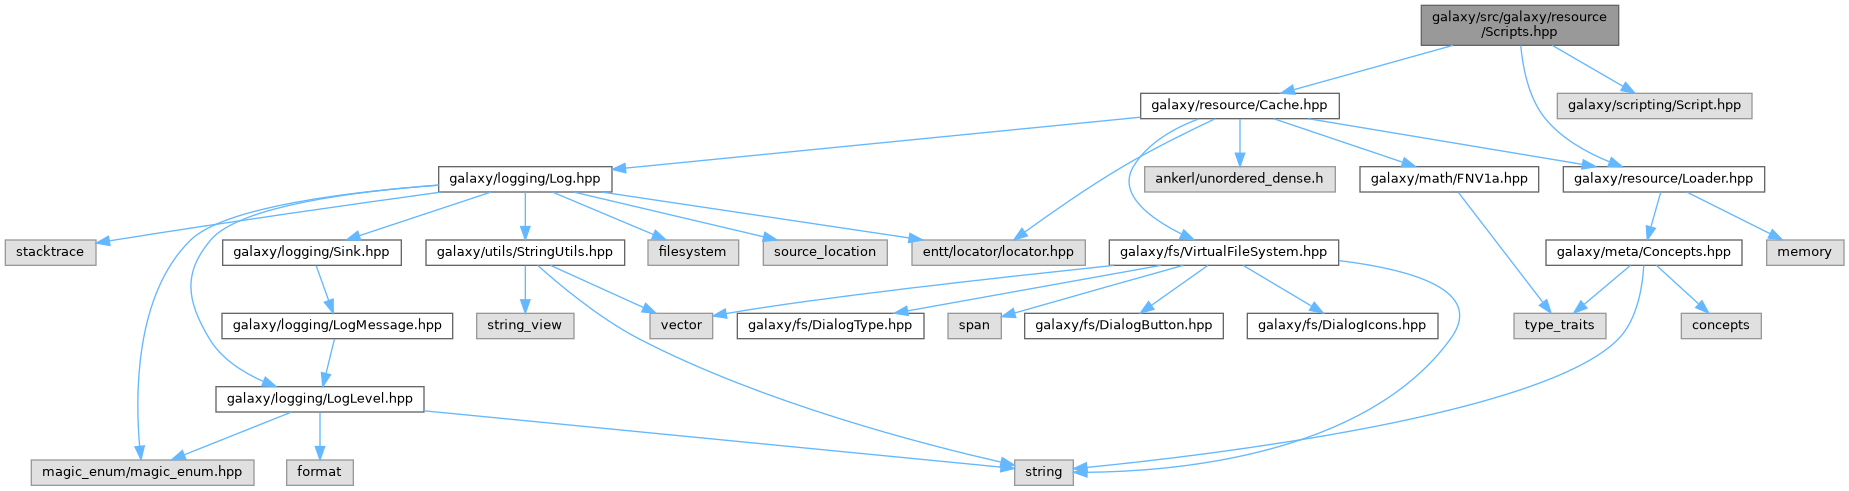 galaxy/src/galaxy/resource
/Scripts.hpp
galaxy/resource/Cache.hpp
galaxy/scripting/Script.hpp
galaxy/logging/Log.hpp
ankerl/unordered_dense.h
galaxy/math/FNV1a.hpp
galaxy/resource/Loader.hpp
stacktrace
galaxy/logging/Sink.hpp
galaxy/utils/StringUtils.hpp
filesystem
source_location
entt/locator/locator.hpp
galaxy/fs/VirtualFileSystem.hpp
galaxy/meta/Concepts.hpp
memory
galaxy/logging/LogMessage.hpp
string_view
vector
galaxy/fs/DialogType.hpp
span
galaxy/fs/DialogButton.hpp
galaxy/fs/DialogIcons.hpp
type_traits
concepts
galaxy/logging/LogLevel.hpp
magic_enum/magic_enum.hpp
format
string